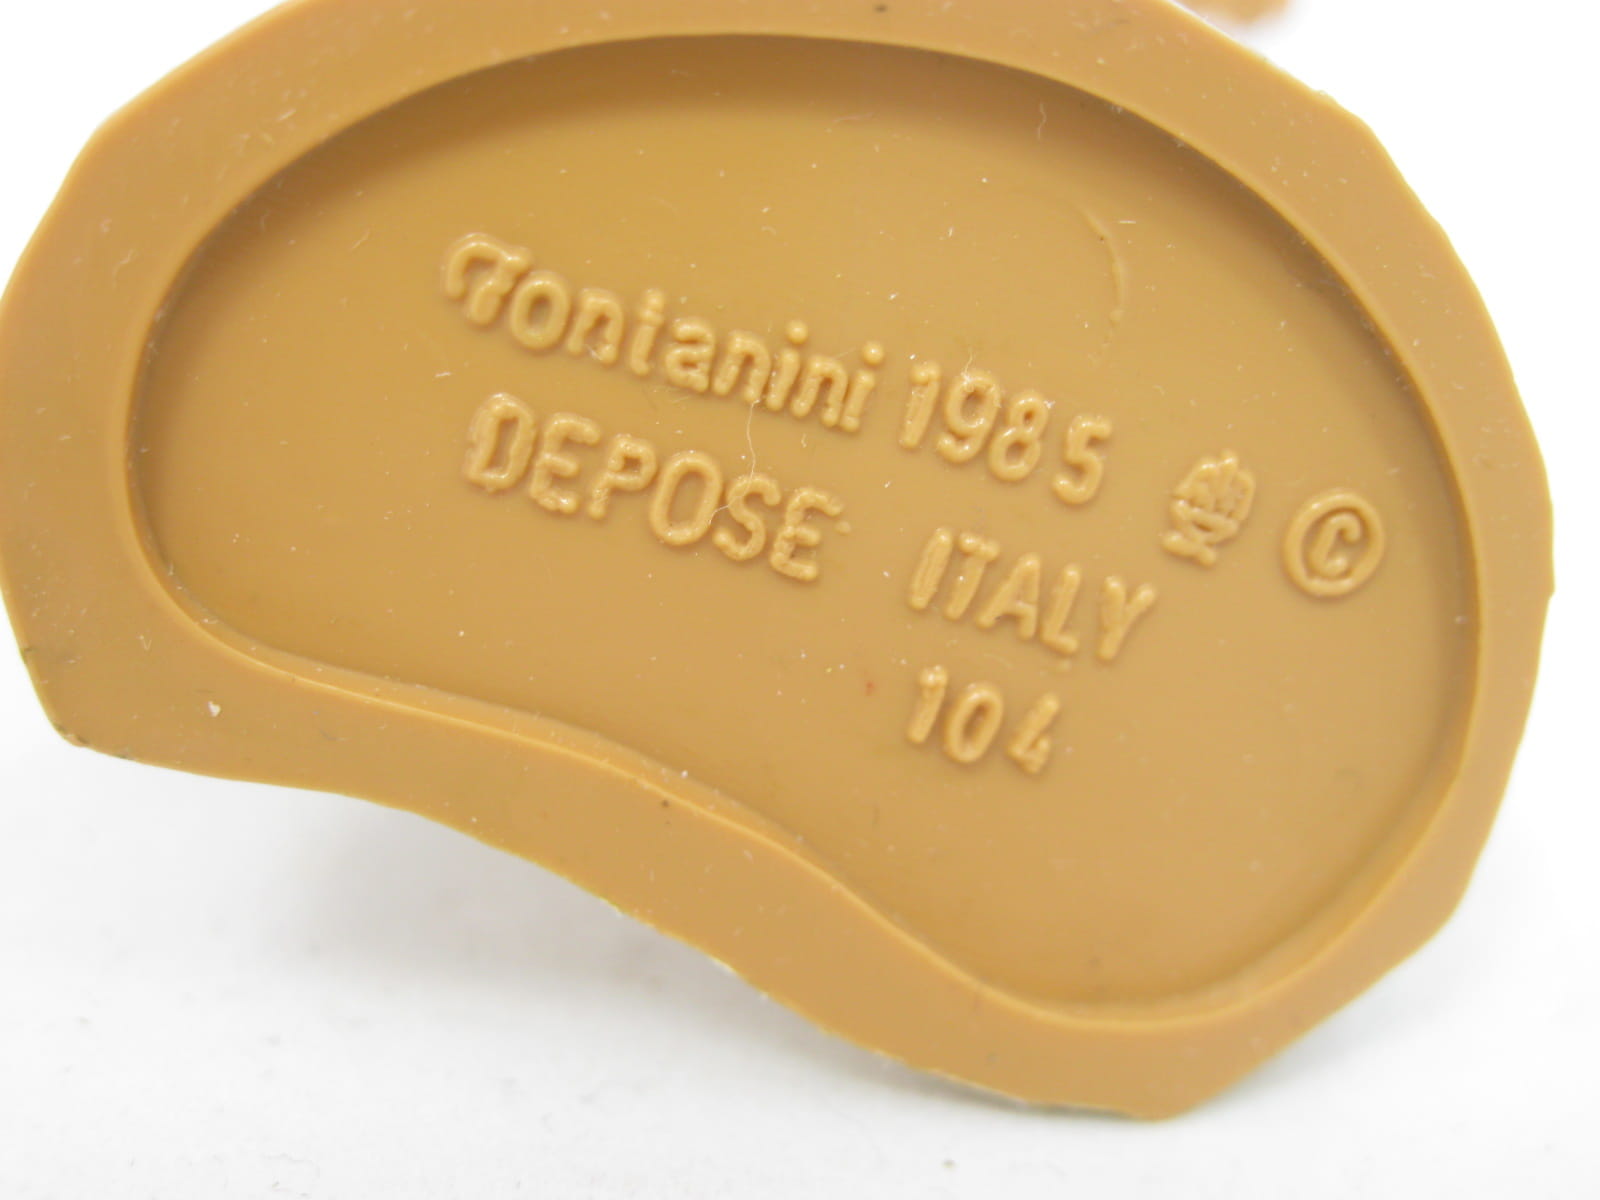 Fontanini 1985 ©
DEPOSE ITALY
104